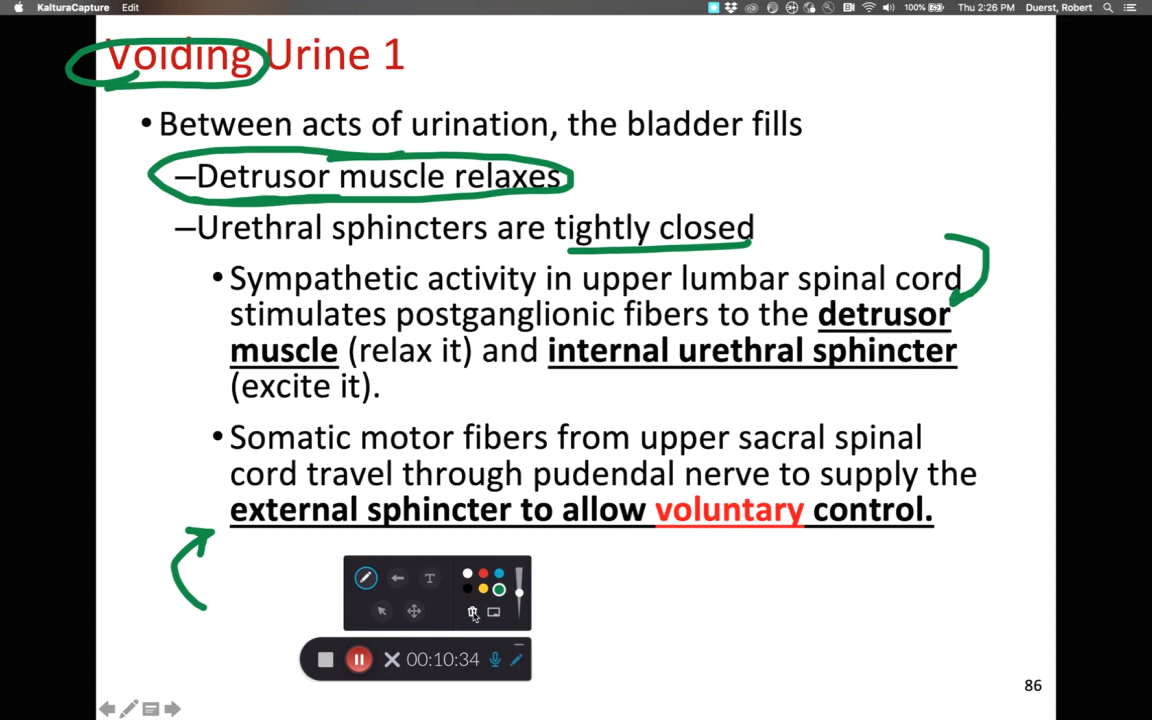 KalturaCapture Edit 100% Thu 2:26 PM Duerst, Robert
Voiding Urine 1
• Between acts of urination, the bladder fills
–Detrusor muscle relaxes
–Urethral sphincters are tightly closed
• Sympathetic activity in upper lumbar spinal cord
stimulates postganglionic fibers to the detrusor
muscle (relax it) and internal urethral sphincter
(excite it).
• Somatic motor fibers from upper sacral spinal
cord travel through pudendal nerve to supply the
external sphincter to allow voluntary control.
T
00:10:34
86